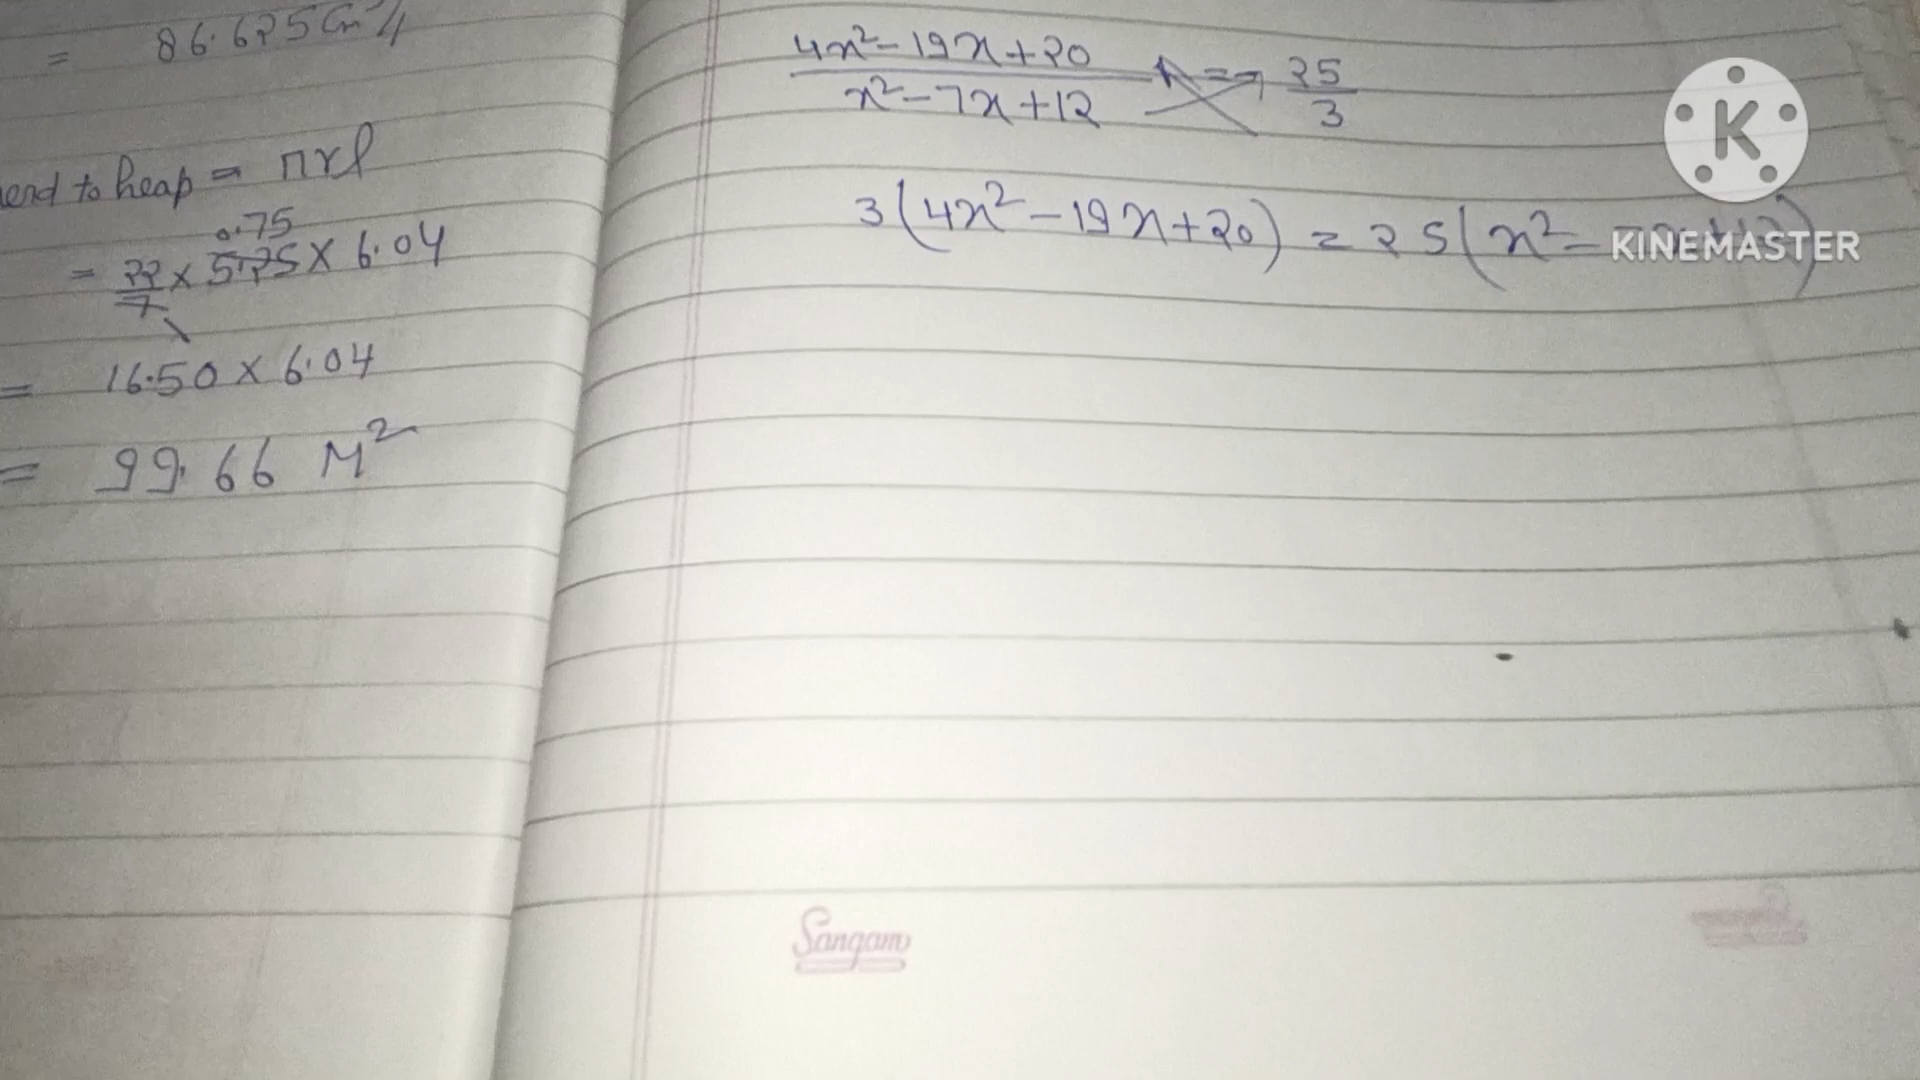 = 86.625 cm²//
to heap = πrl
0.75
= 22/7 × 5.25 × 6.04
= 16.50 × 6.04
= 99.66 M²
4x²-19x+20 / x²-7x+12 = 25/3
3(4x²-19x+20) = 25(x²-
K
KINEMASTER
Sangam